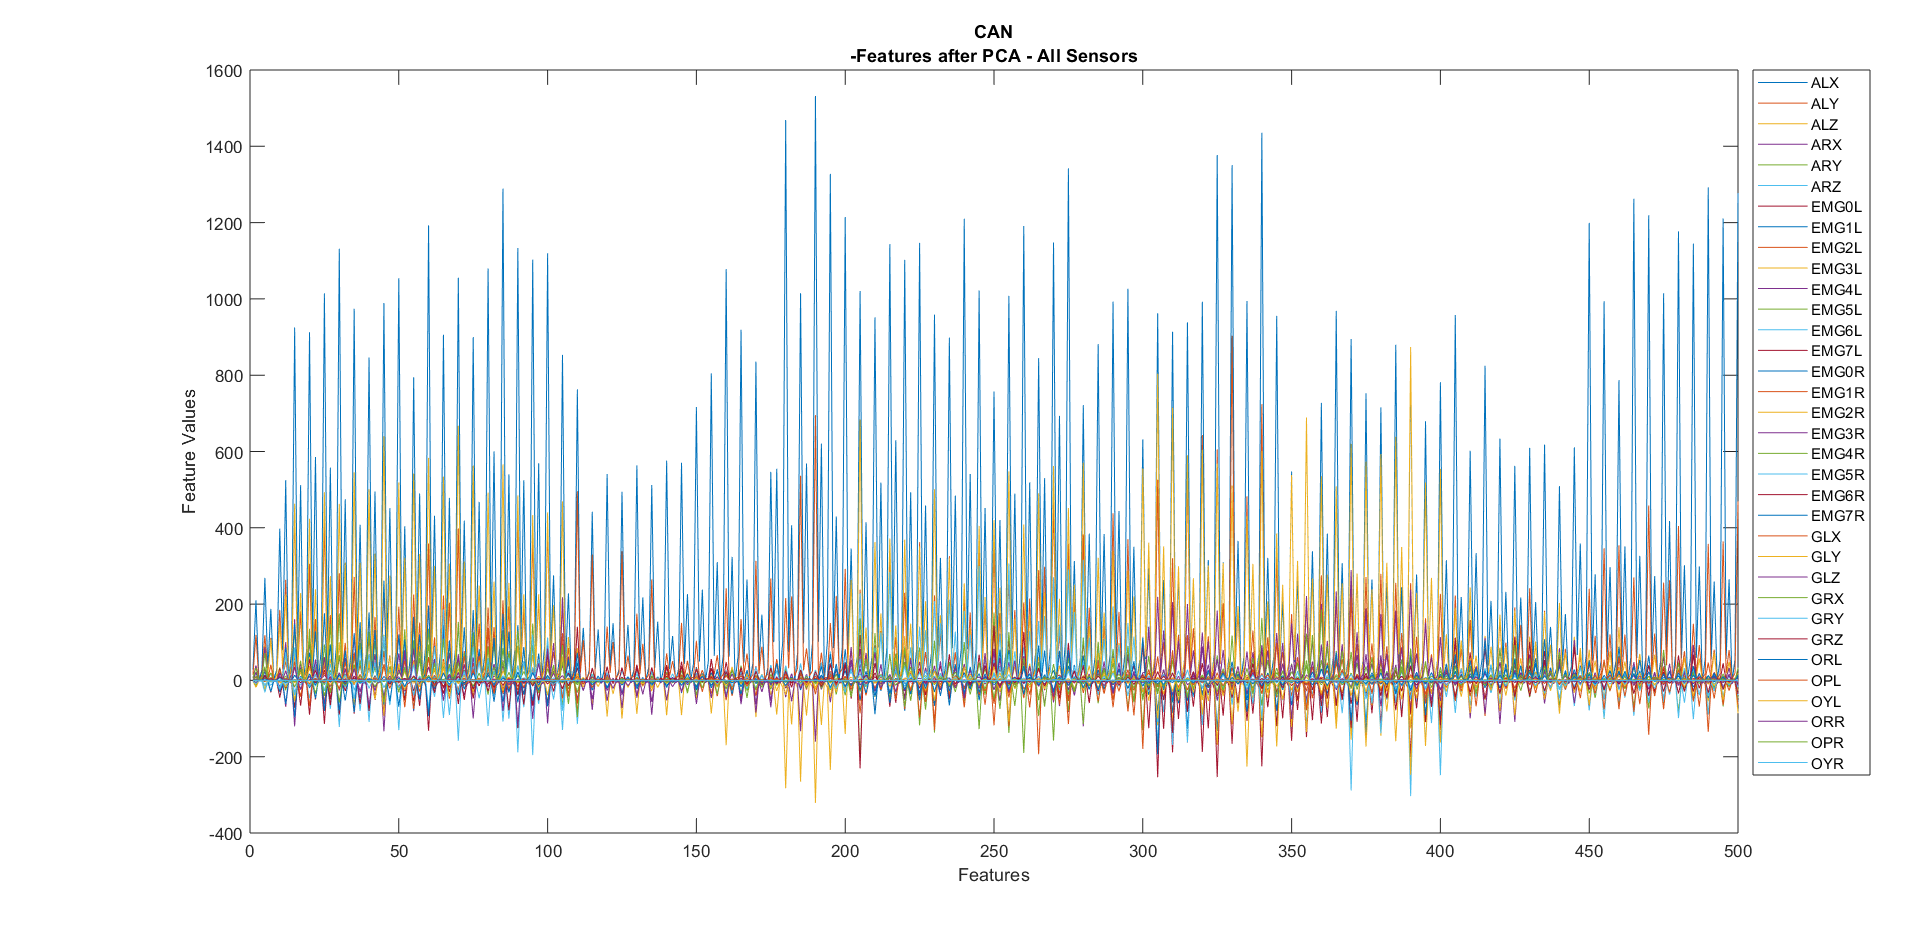 CAN
-Features after PCA - All Sensors
Feature Values
1600
1400
1200
1000
800
600
400
200
0
-200
-400
0 50 100 150 200 250 300 350 400 450 500
Features
ALX
ALY
ALZ
ARX
ARY
ARZ
EMG0L
EMG1L
EMG2L
EMG3L
EMG4L
EMG5L
EMG6L
EMG7L
EMG0R
EMG1R
EMG2R
EMG3R
EMG4R
EMG5R
EMG6R
EMG7R
GLX
GLY
GLZ
GRX
GRY
GRZ
ORL
OPL
OYL
ORR
OPR
OYR